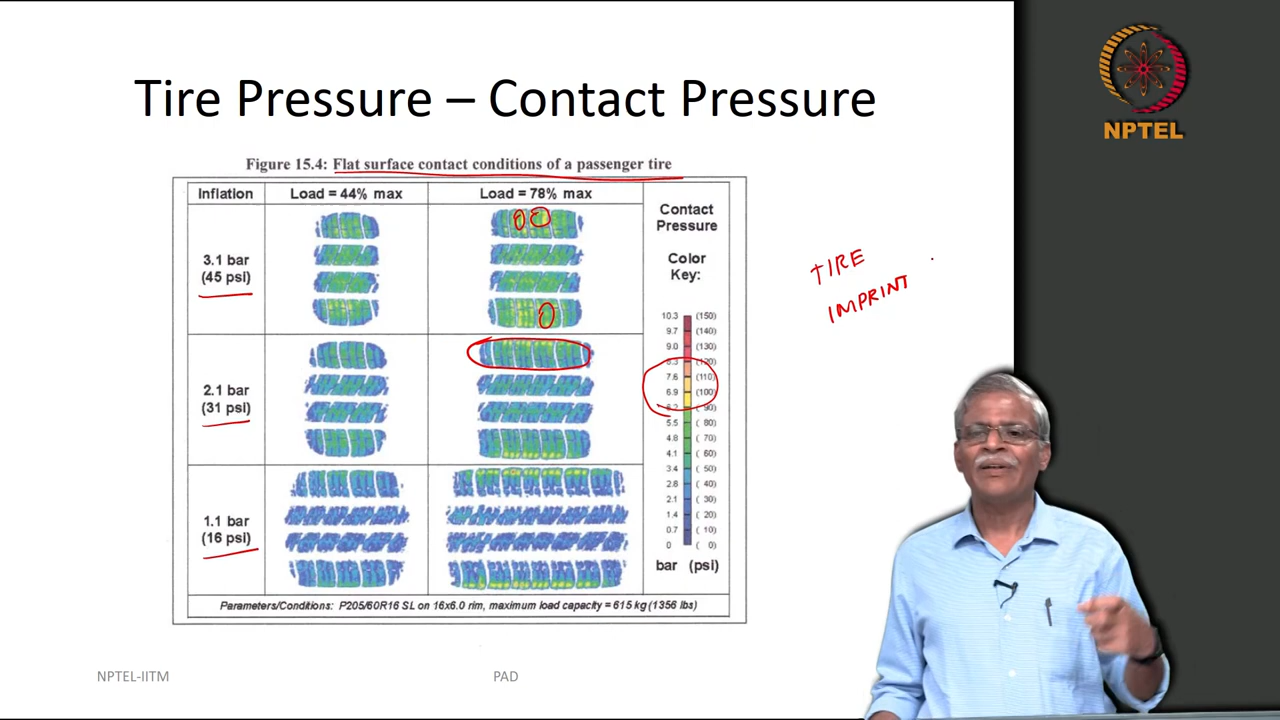 Tire Pressure – Contact Pressure
NPTEL
Figure 15.4: Flat surface contact conditions of a passenger tire
Inflation
Load = 44% max
Load = 78% max
Contact
Pressure
Color
Key:
3.1 bar
(45 psi)
2.1 bar
(31 psi)
1.1 bar
(16 psi)
10.3 (150)
9.7 (140)
9.0 (130)
8.3 (120)
7.6 (110)
6.9 (100)
6.2 ( 90)
5.5 ( 80)
4.8 ( 70)
4.1 ( 60)
3.4 ( 50)
2.8 ( 40)
2.1 ( 30)
1.4 ( 20)
0.7 ( 10)
0 ( 0)
bar (psi)
Parameters/Conditions: P205/60R16 SL on 16x6.0 rim, maximum load capacity = 615 kg (1356 lbs)
TIRE
IMPRINT
NPTEL-IITM
PAD